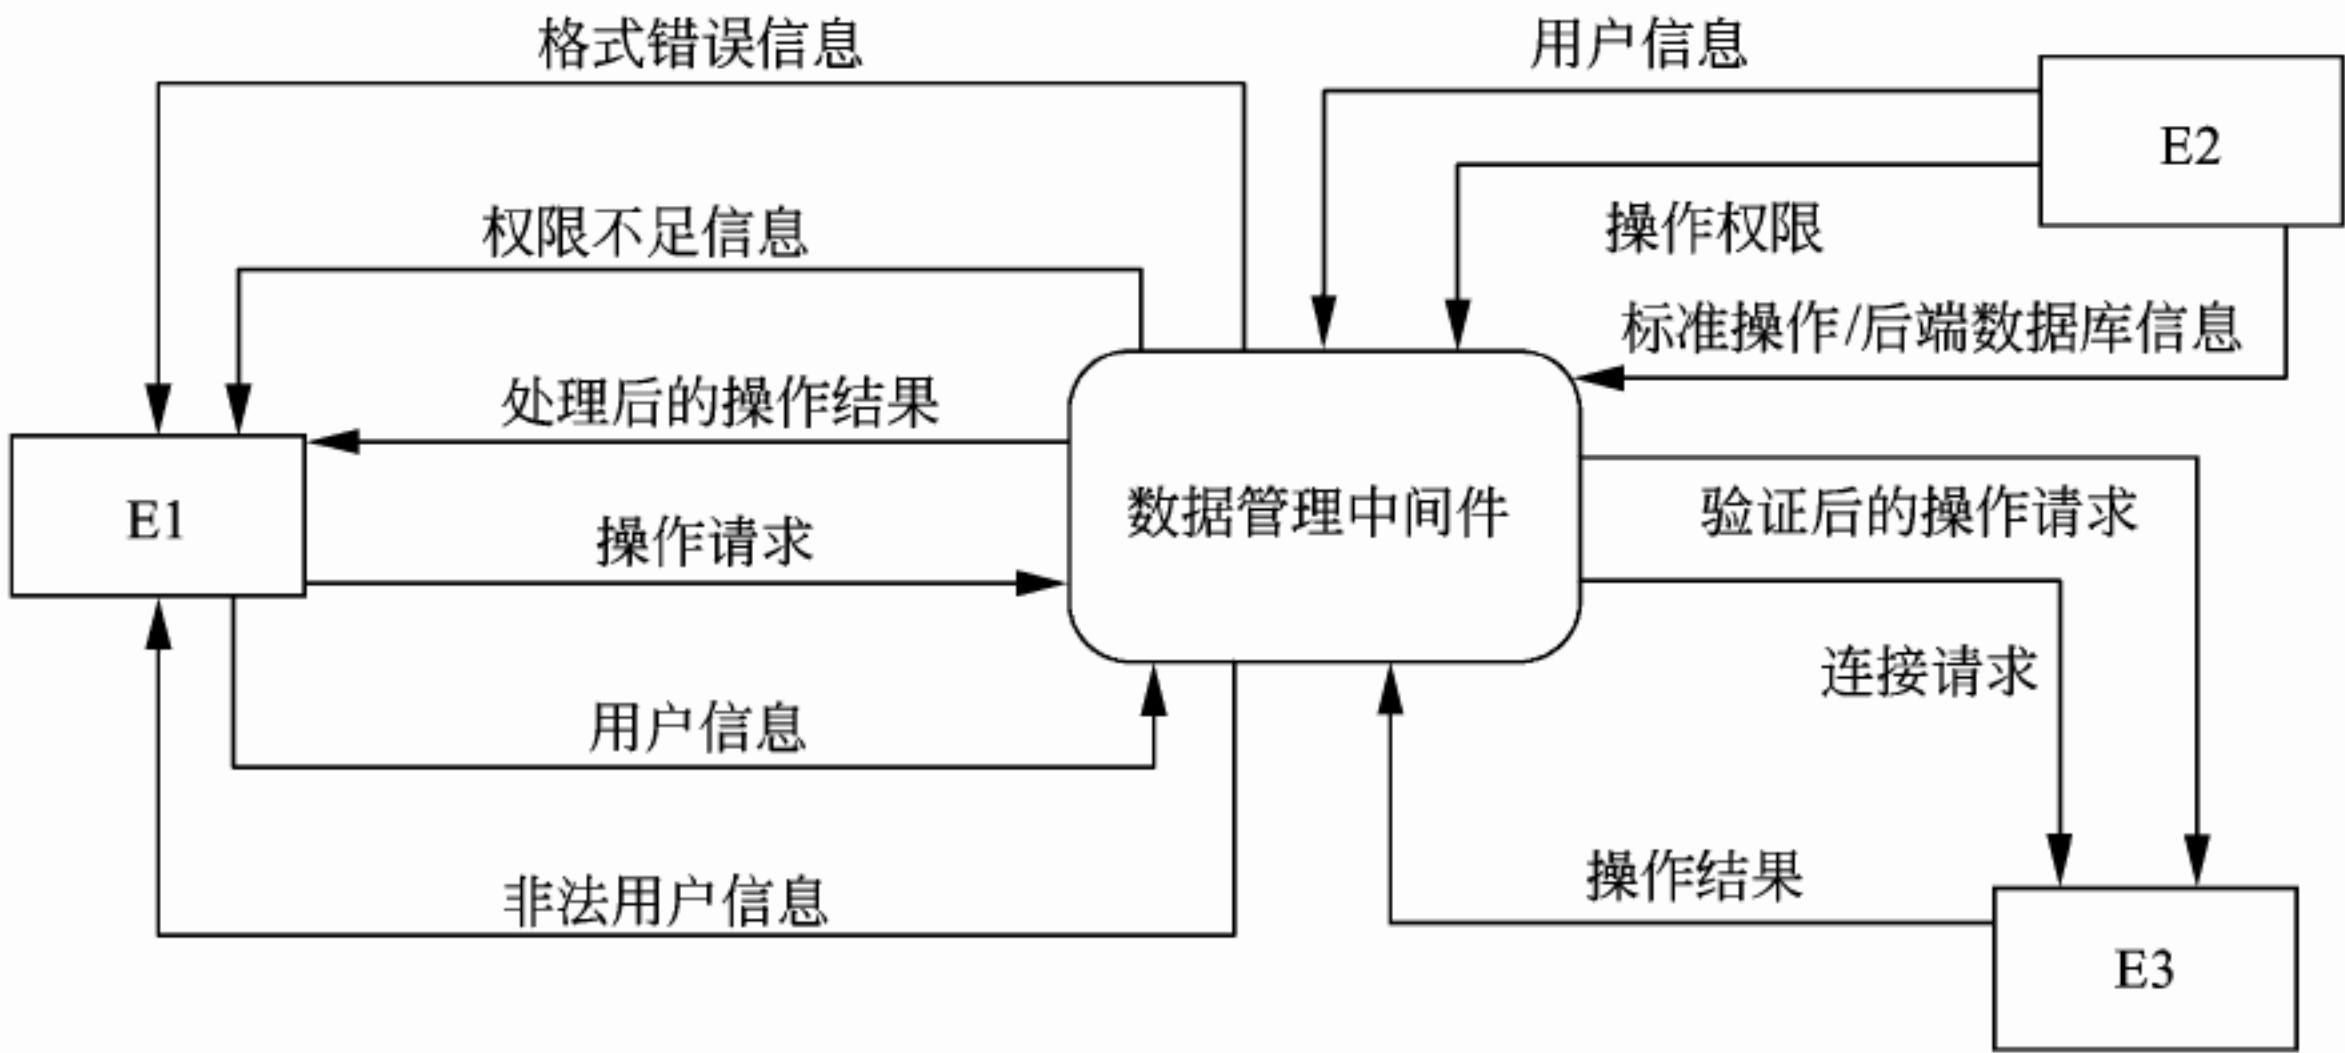 格式错误信息
用户信息
E2
权限不足信息
操作权限
标准操作/后端数据库信息
处理后的操作结果
E1
操作请求
数据管理中间件
验证后的操作请求
连接请求
用户信息
非法用户信息
操作结果
E3